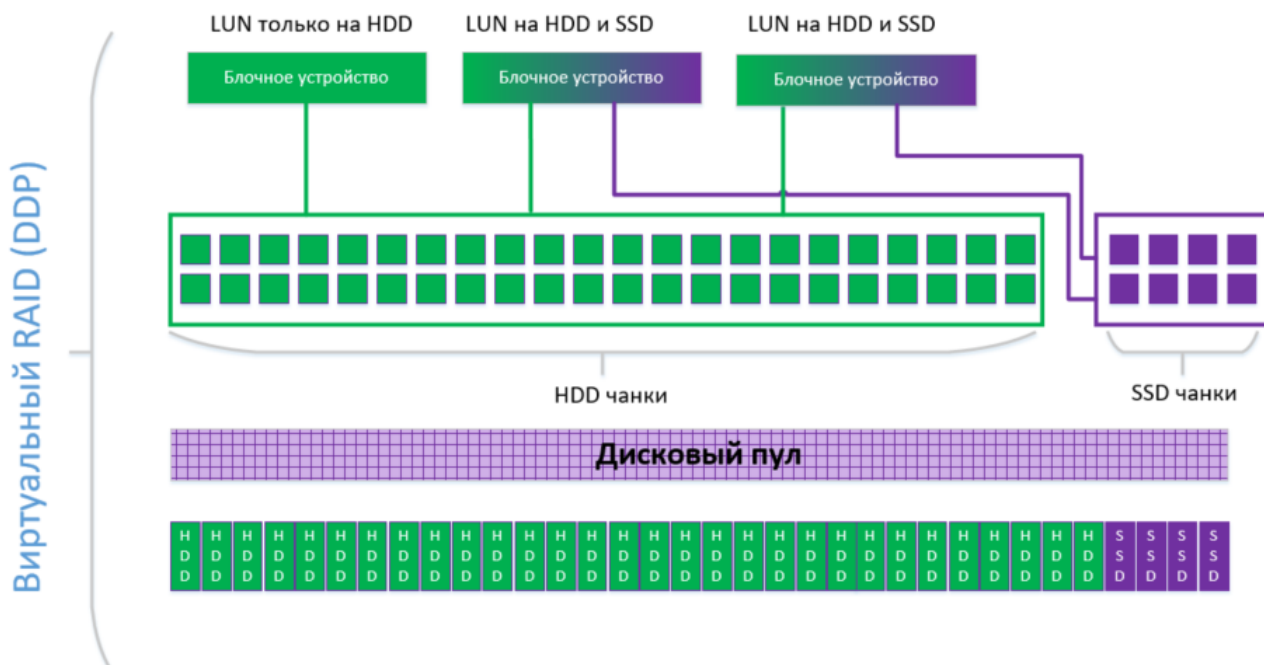 LUN только на HDD
LUN на HDD и SSD
LUN на HDD и SSD
Блочное устройство
Блочное устройство
Блочное устройство
Виртуальный RAID (DDP)
HDD чанки
SSD чанки
Дисковый пул
HDD HDD HDD HDD HDD HDD HDD HDD HDD HDD HDD HDD HDD HDD HDD HDD HDD HDD HDD HDD HDD HDD HDD HDD HDD HDD HDD HDD HDD HDD SSD SSD SSD SSD